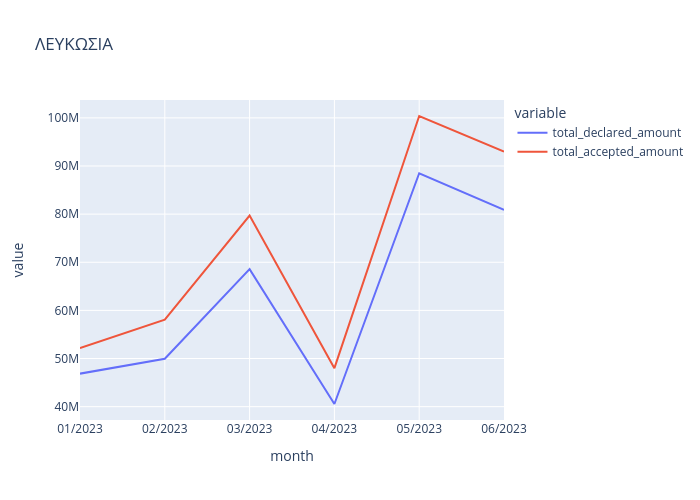 ΛΕΥΚΩΣΙΑ
variable
total_declared_amount
total_accepted_amount
value
100M
90M
80M
70M
60M
50M
40M
01/2023 02/2023 03/2023 04/2023 05/2023 06/2023
month